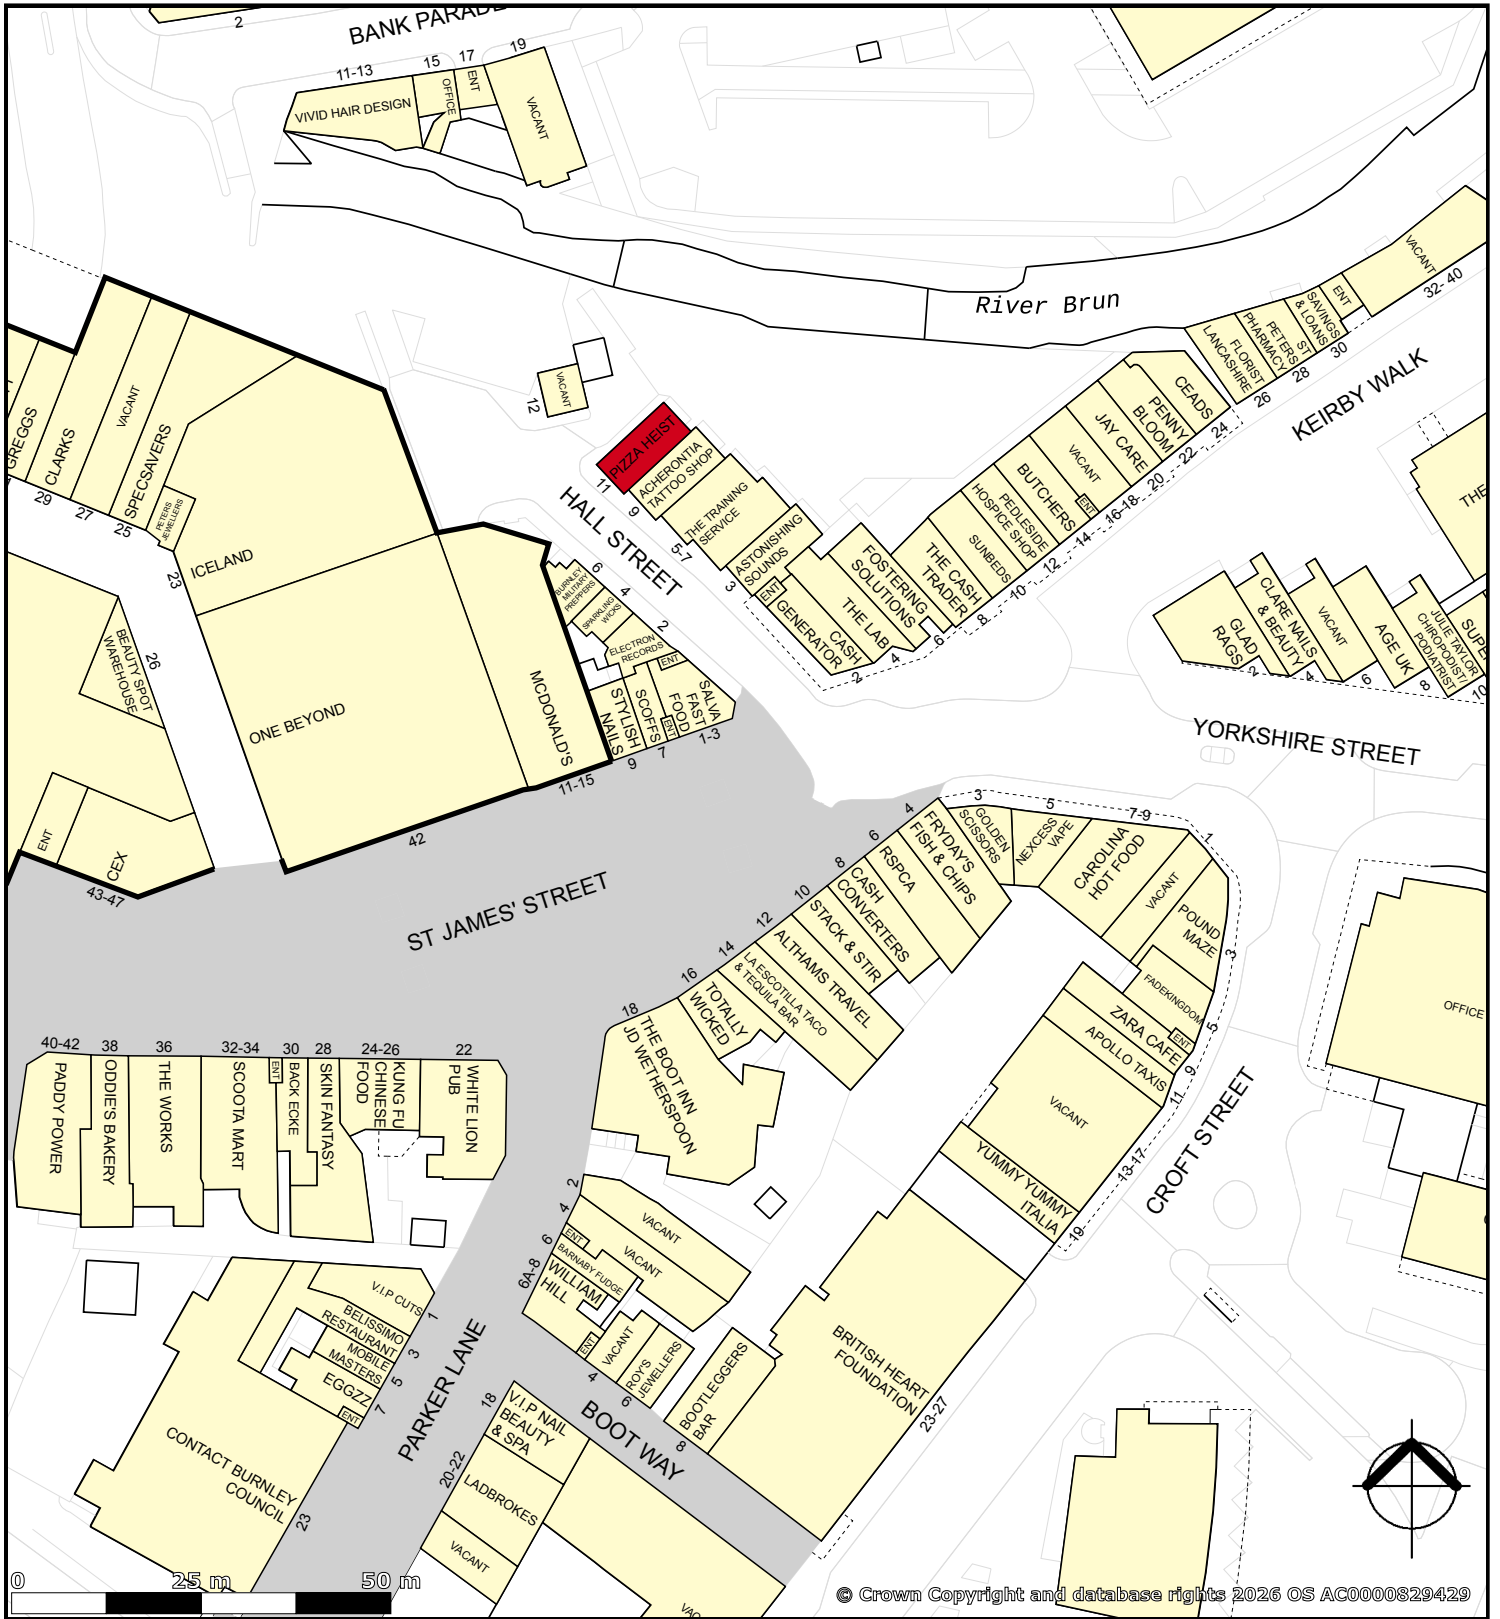 BANK PARADE
2
11-13
15
17
19
VIVID HAIR DESIGN
OFFICE
ENT
VACANT
River Brun
VACANT
32-40
ENT
SAVINGS
& LOANS
30
PETERS ST
PHARMACY
28
FLORIST
LANCASHIRE
26
KEIRBY WALK
CEADS
24
PENNY
BLOOM
22
JAY CARE
20
VACANT
ENT
16-18
BUTCHERS
14
PEDLESIDE
HOSPICE SHOP
12
SUNBEDS
10
THE CASH
TRADER
8
FOSTERING
SOLUTIONS
6
THE LAB
4
CASH
GENERATOR
2
ENT
ASTONISHING
SOUNDS
3
THE TRAINING
SERVICE
5-7
ACHERONTIA
TATTOO SHOP
9
PIZZA HEIST
11
VACANT
12
HALL STREET
GREGGS
CLARKS
29
VACANT
27
SPECSAVERS
25
PETERS
JEWELLERS
ICELAND
23
ONE BEYOND
42
MCDONALD'S
11-15
BURNLEY
MILITARY
PREPPERS
6
SPARKLING
WICKS
4
ELECTRON
RECORDS
2
ENT
SALVA
FAST
FOOD
1-3
ENT
SCOFFS
7
STYLISH
NAILS
9
BEAUTY SPOT
WAREHOUSE
26
ENT
CEX
43-47
ST JAMES' STREET
YORKSHIRE STREET
GLAD
RAGS
2
CLARE NAILS
& BEAUTY
4
VACANT
6
AGE UK
8
JULIE TAYLOR
CHIROPODIST/
PODIATRIST
10
THE
FRYDAY'S
FISH & CHIPS
4
RSPCA
6
CASH
CONVERTERS
8
STACK & STIR
10
ALTHAMS TRAVEL
12
LA ESCOTILLA TACO
& TEQUILA BAR
14
TOTALLY
WICKED
16
THE BOOT INN
JD WETHERSPOON
18
GOLDEN
SCISSORS
3
NEXCESS
VAPE
5
CAROLINA
HOT FOOD
7-9
VACANT
1
POUND
MAZE
3
FADEKINGDOM
5
ENT
ZARA CAFE
9
APOLLO TAXIS
11
VACANT
13-17
YUMMY YUMMY
ITALIA
19
CROFT STREET
OFFICE
BRITISH HEART
FOUNDATION
23-27
40-42
38
36
32-34
30
28
24-26
22
PADDY POWER
ODDIE'S BAKERY
THE WORKS
SCOOTA MART
ENT
BACK ECKE
SKIN FANTASY
KUNG FU
CHINESE
FOOD
WHITE LION
PUB
2
VACANT
4
VACANT
ENT
BARNABY FUDGE
6
WILLIAM
HILL
6A-8
ENT
VACANT
4
ROY'S
JEWELLERS
6
BOOTLEGGERS
BAR
8
BOOT WAY
PARKER LANE
V.I.P CUTS
1
BELISSIMO
RESTAURANT
3
MOBILE
MASTERS
5
EGGZZ
7
ENT
CONTACT BURNLEY
COUNCIL
23
V.I.P NAIL
BEAUTY
& SPA
18
LADBROKES
20-22
VACANT
0
25 m
50 m
© Crown Copyright and database rights 2026 OS AC0000829429